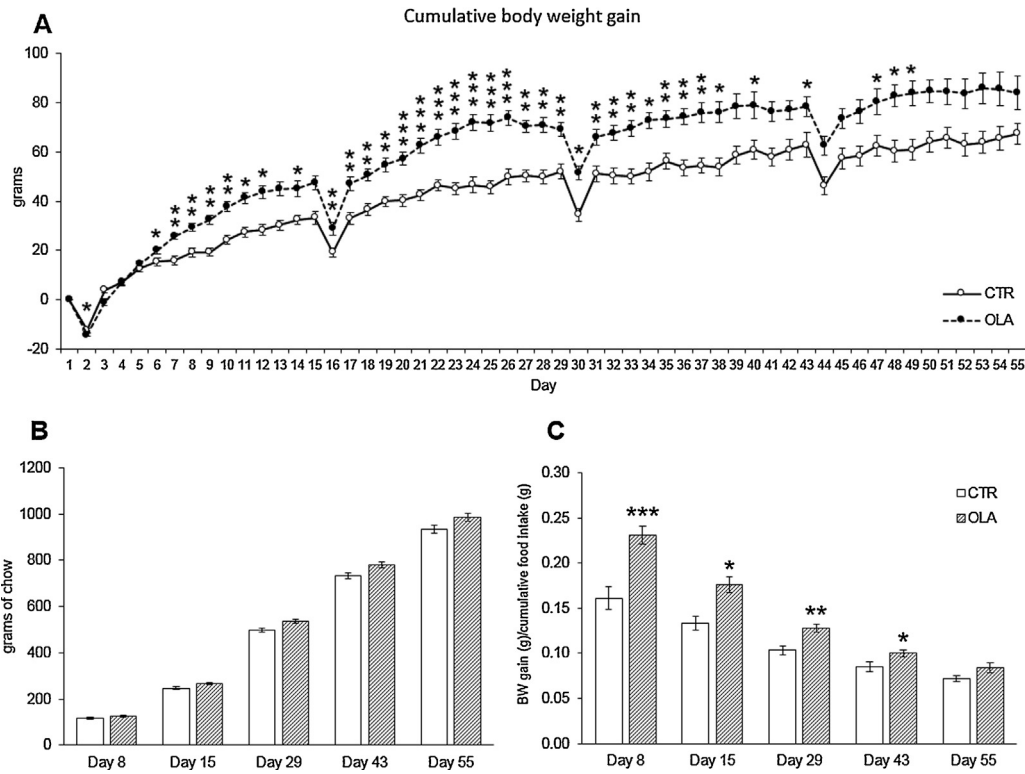 A
Cumulative body weight gain
100
80
60
40
20
0
-20
grams
* ** ** ** ** * * * ** ** ** ** *** *** *** *** *** *** *** ** ** ** * ** ** ** * ** ** ** * * * * * *
*
CTR
OLA
1 2 3 4 5 6 7 8 9 10 11 12 13 14 15 16 17 18 19 20 21 22 23 24 25 26 27 28 29 30 31 32 33 34 35 36 37 38 39 40 41 42 43 44 45 46 47 48 49 50 51 52 53 54 55
Day
B
1200
1000
800
600
400
200
0
grams of chow
Day 8 Day 15 Day 29 Day 43 Day 55
C
0.30
0.25
0.20
0.15
0.10
0.05
0.00
BW gain (g)/cumulative food Intake (g)
CTR
OLA
***
*
**
*
Day 8 Day 15 Day 29 Day 43 Day 55